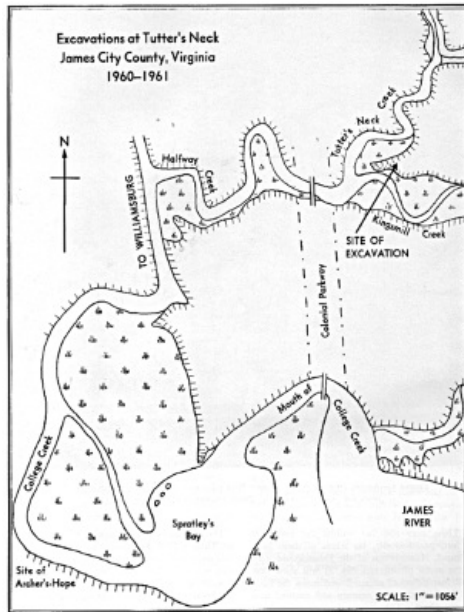 Excavations at Tutter's Neck
James City County, Virginia
1960-1961
N
TO WILLIAMSBURG
Halfway
Creek
Tutter's Neck
Creek
Kingsmill
Creek
SITE OF
EXCAVATION
Colonial Parkway
Mouth of
College Creek
College Creek
Spratley's
Bay
Site of
Archer's-Hope
JAMES
RIVER
SCALE: 1"=1056'